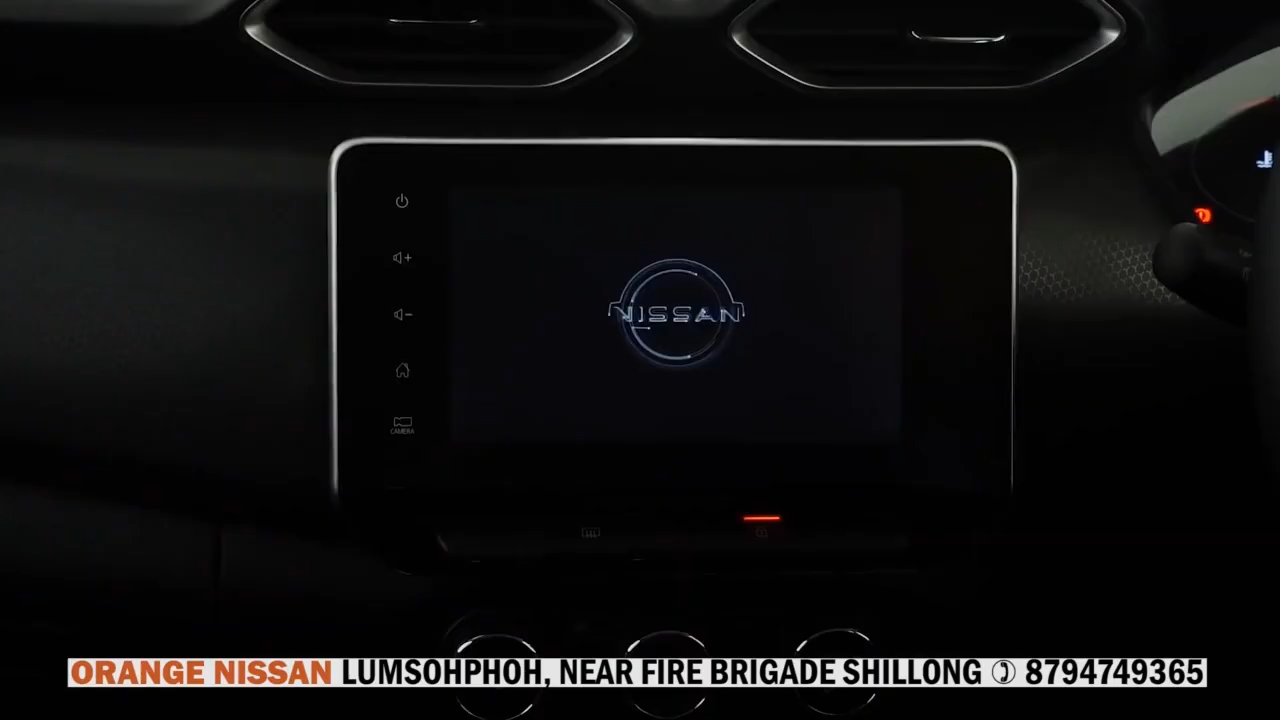 NISSAN
CAMERA
ORANGE NISSAN LUMSOHPHOH, NEAR FIRE BRIGADE SHILLONG ✆ 8794749365